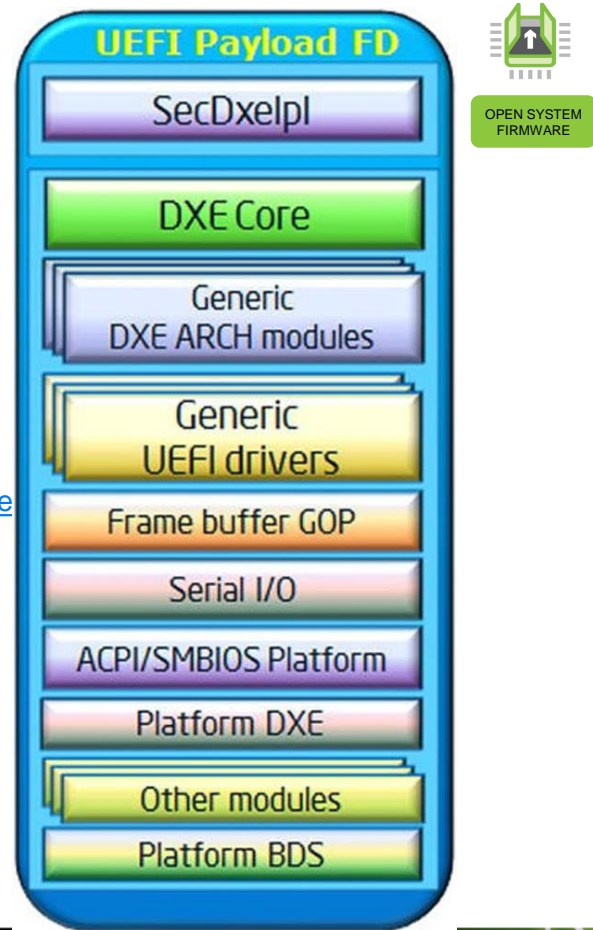 UEFI Payload FD
SecDxeIpl
DXE Core
Generic
DXE ARCH modules
Generic
UEFI drivers
Frame buffer GOP
Serial I/O
ACPI/SMBIOS Platform
Platform DXE
Other modules
Platform BDS
OPEN SYSTEM
FIRMWARE
e